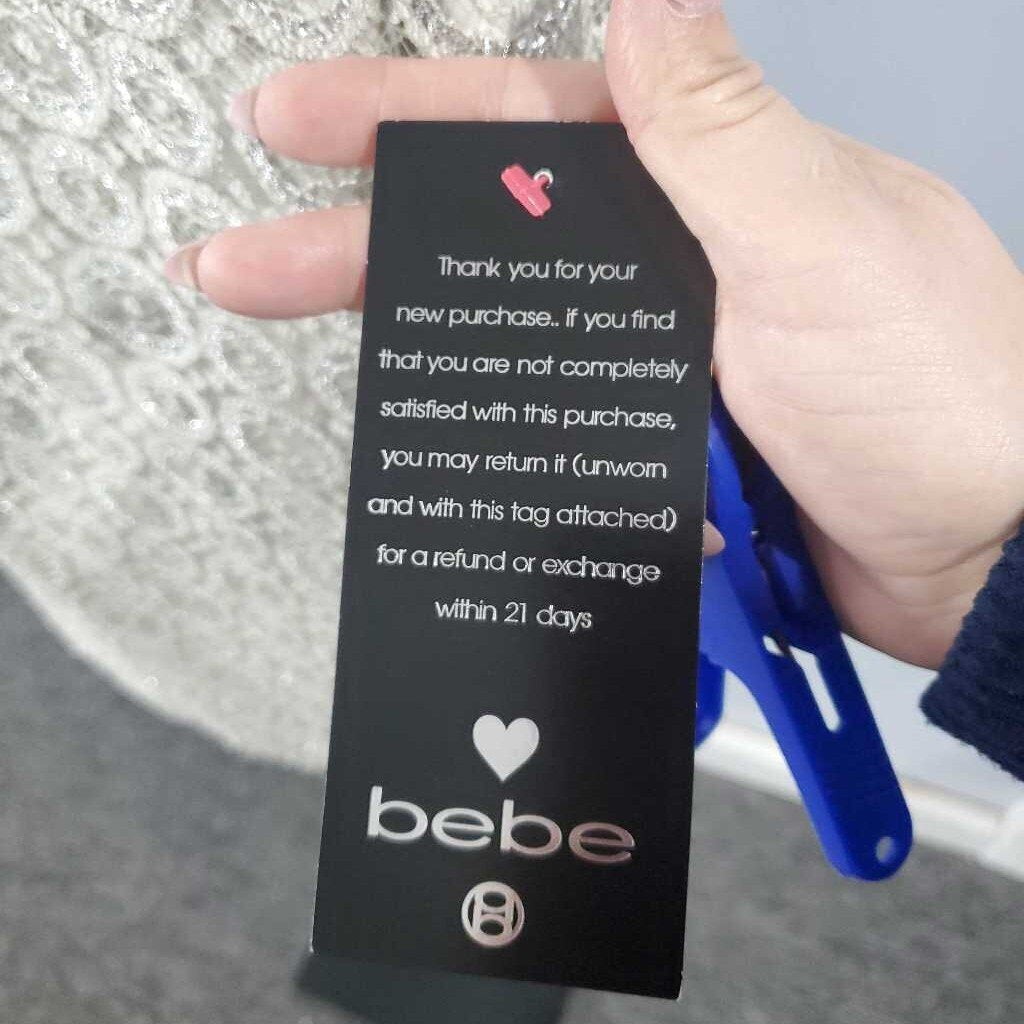 Thank you for your
new purchase.. if you find
that you are not completely
satisfied with this purchase,
you may return it (unworn
and with this tag attached)
for a refund or exchange
within 21 days
bebe